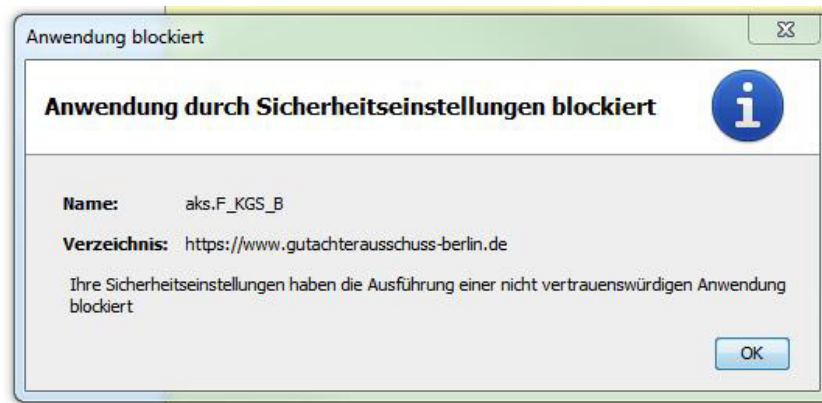 Anwendung blockiert
Anwendung durch Sicherheitseinstellungen blockiert
Name: aks.F_KGS_B
Verzeichnis: https://www.gutachterausschuss-berlin.de
Ihre Sicherheitseinstellungen haben die Ausführung einer nicht vertrauenswürdigen Anwendung
blockiert
OK